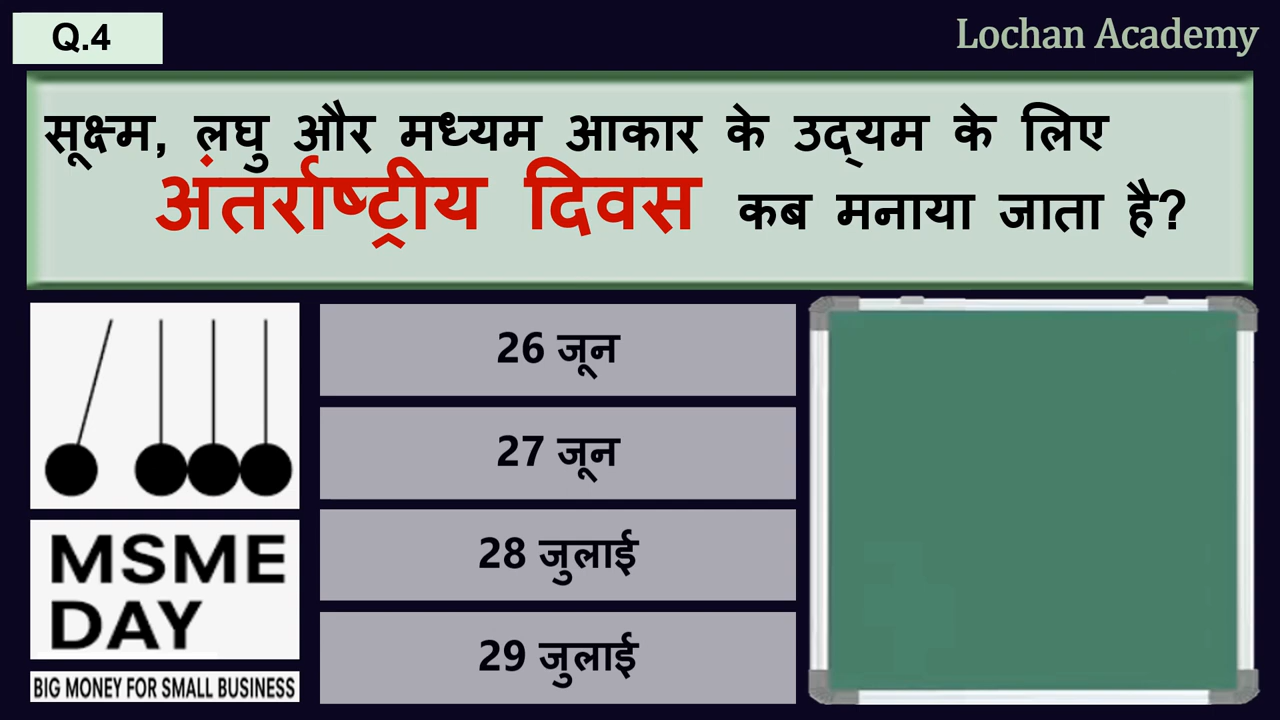 Q.4
Lochan Academy
सूक्ष्म, लघु और मध्यम आकार के उद्यम के लिए
अंतर्राष्ट्रीय दिवस कब मनाया जाता है?
26 जून
27 जून
28 जुलाई
29 जुलाई
MSME
DAY
BIG MONEY FOR SMALL BUSINESS